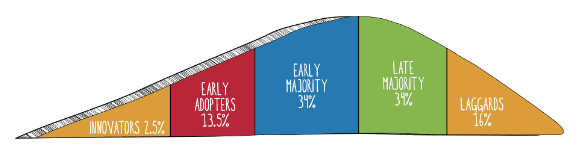 INNOVATORS 2.5%
EARLY
ADOPTERS
13.5%
EARLY
MAJORITY
34%
LATE
MAJORITY
34%
LAGGARDS
16%